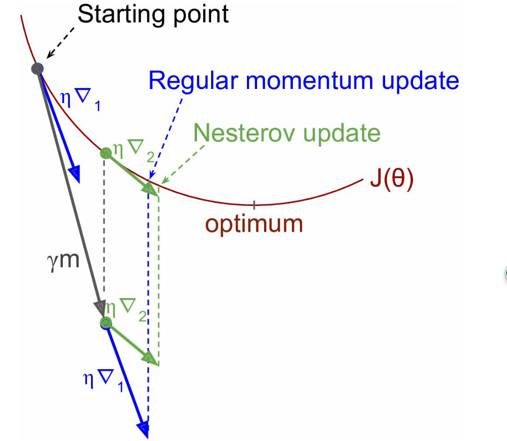 Starting point
η∇1
Regular momentum update
η∇2
Nesterov update
J(θ)
optimum
γm
η∇2
η∇1